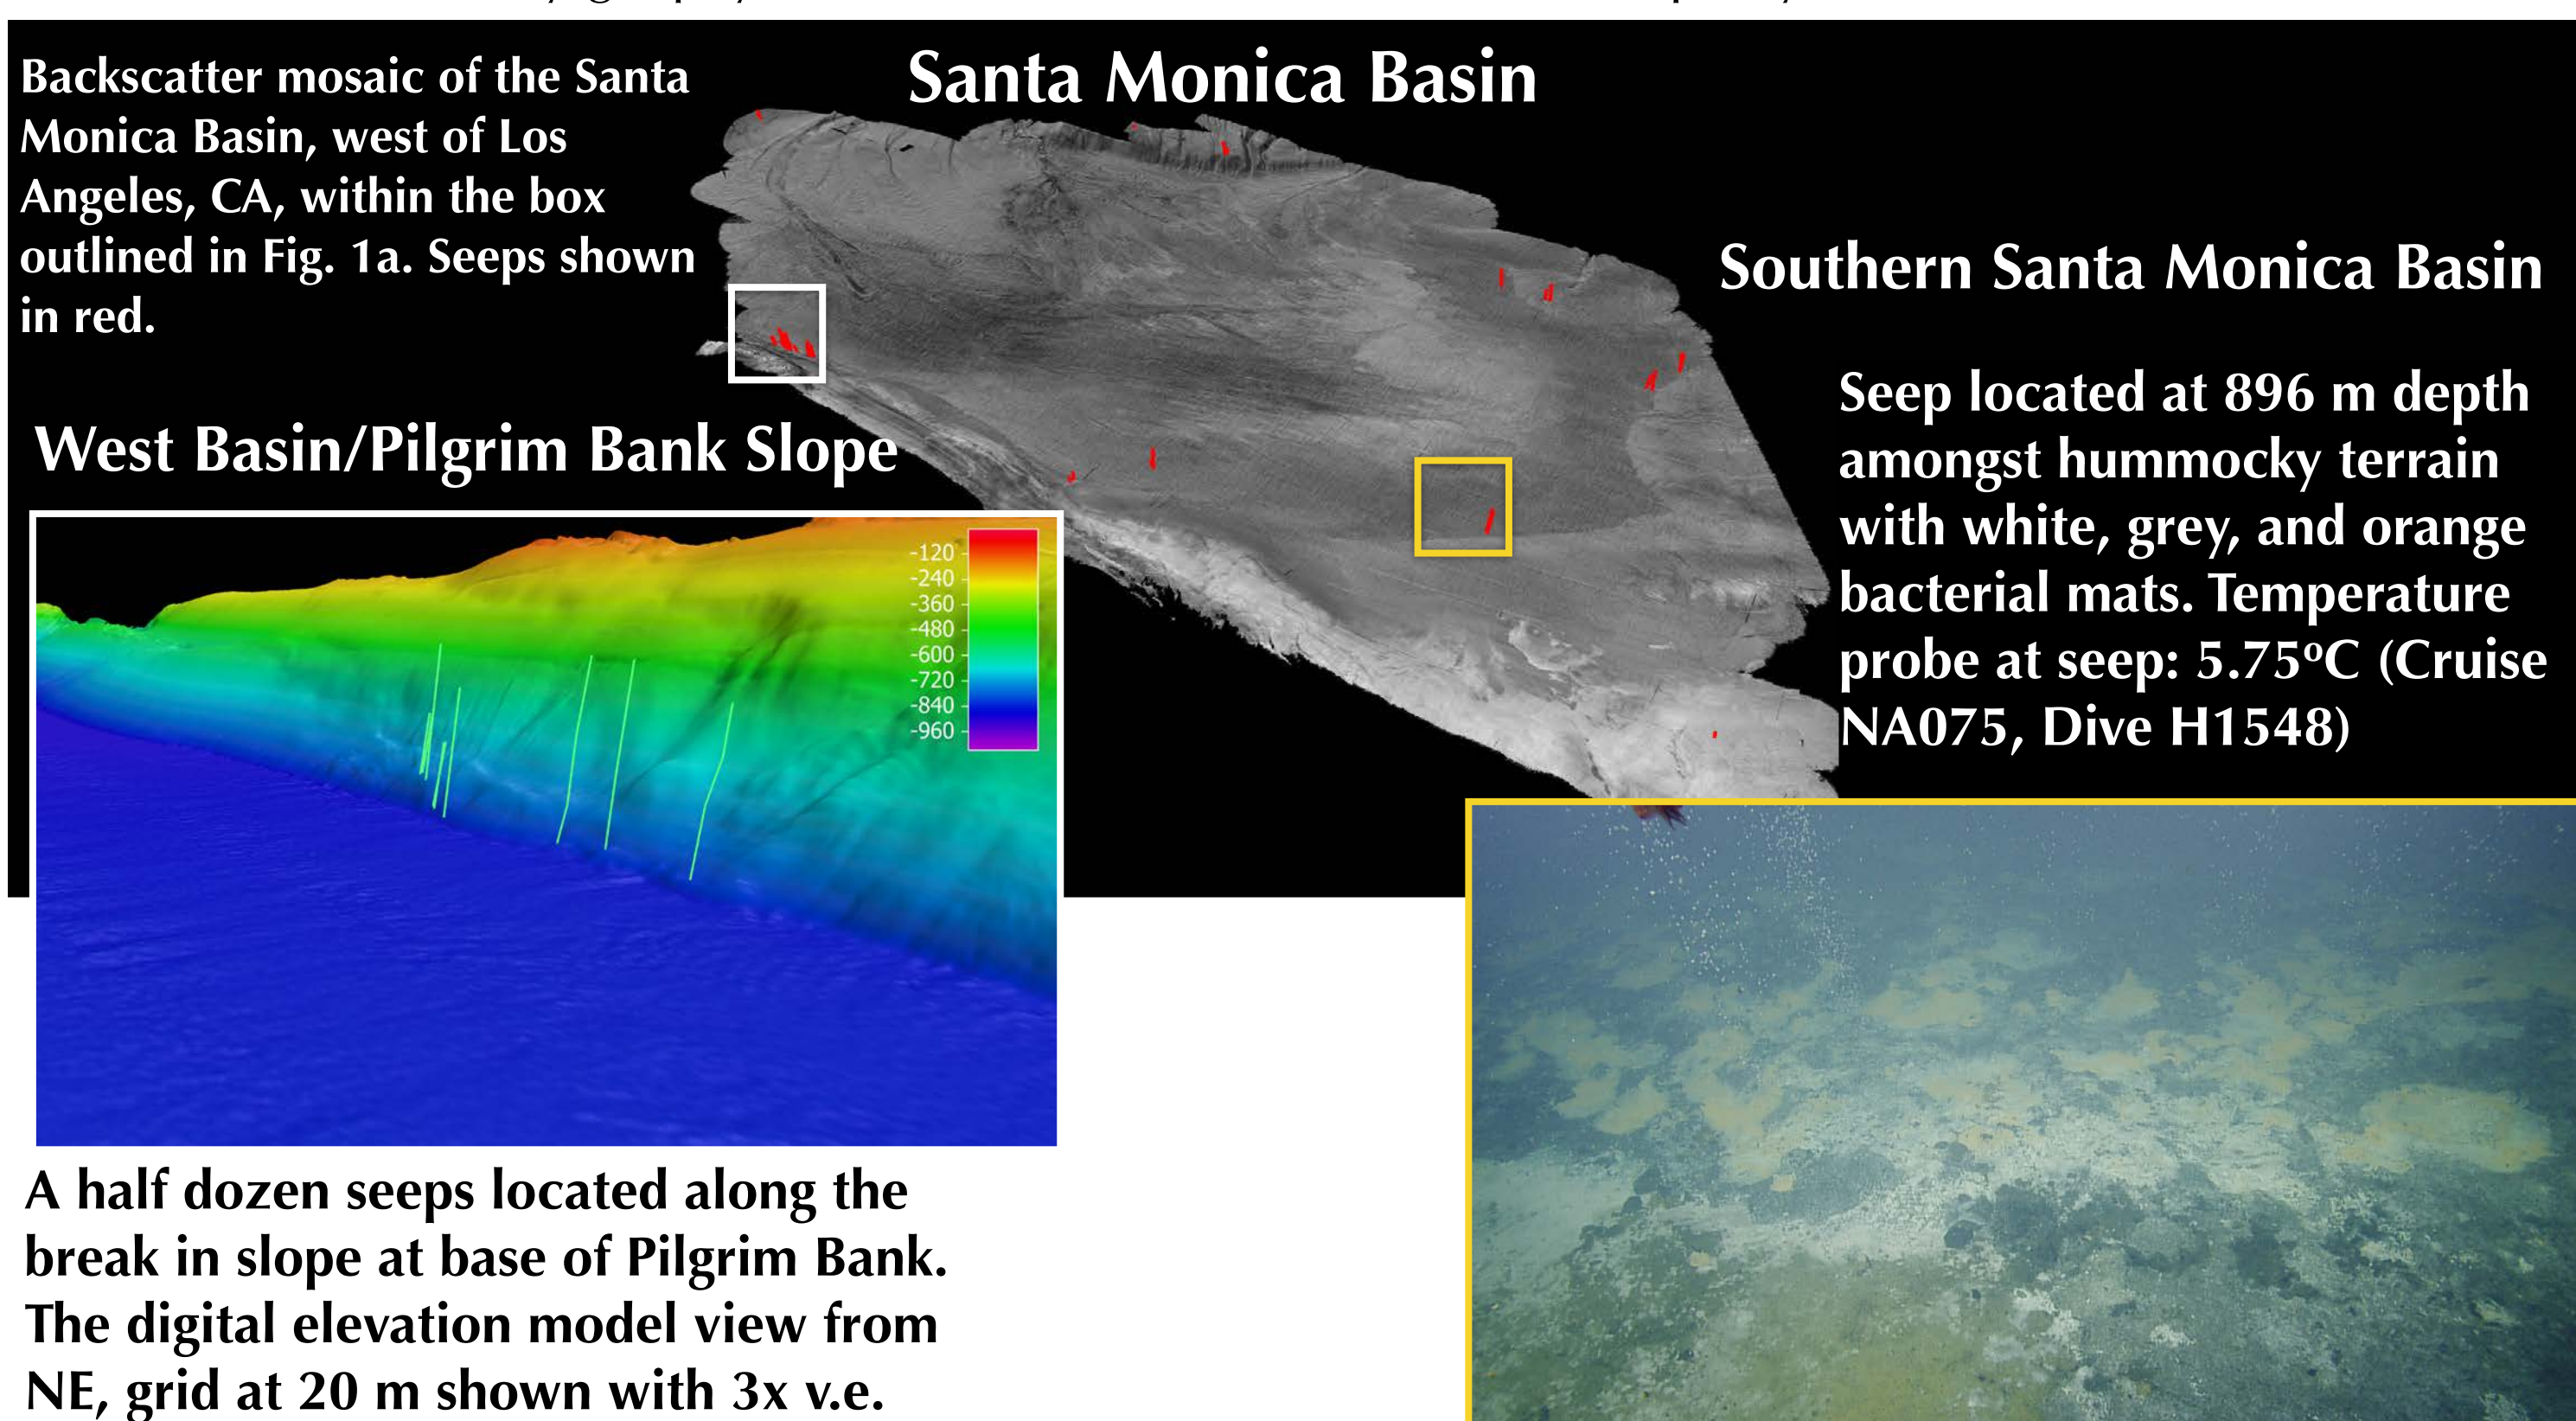 Santa Monica Basin
Backscatter mosaic of the Santa
Monica Basin, west of Los
Angeles, CA, within the box
outlined in Fig. 1a. Seeps shown
in red.
Southern Santa Monica Basin
Seep located at 896 m depth
amongst hummocky terrain
with white, grey, and orange
bacterial mats. Temperature
probe at seep: 5.75ºC (Cruise
NA075, Dive H1548)
West Basin/Pilgrim Bank Slope
-120
-240
-360
-480
-600
-720
-840
-960
A half dozen seeps located along the
break in slope at base of Pilgrim Bank.
The digital elevation model view from
NE, grid at 20 m shown with 3x v.e.